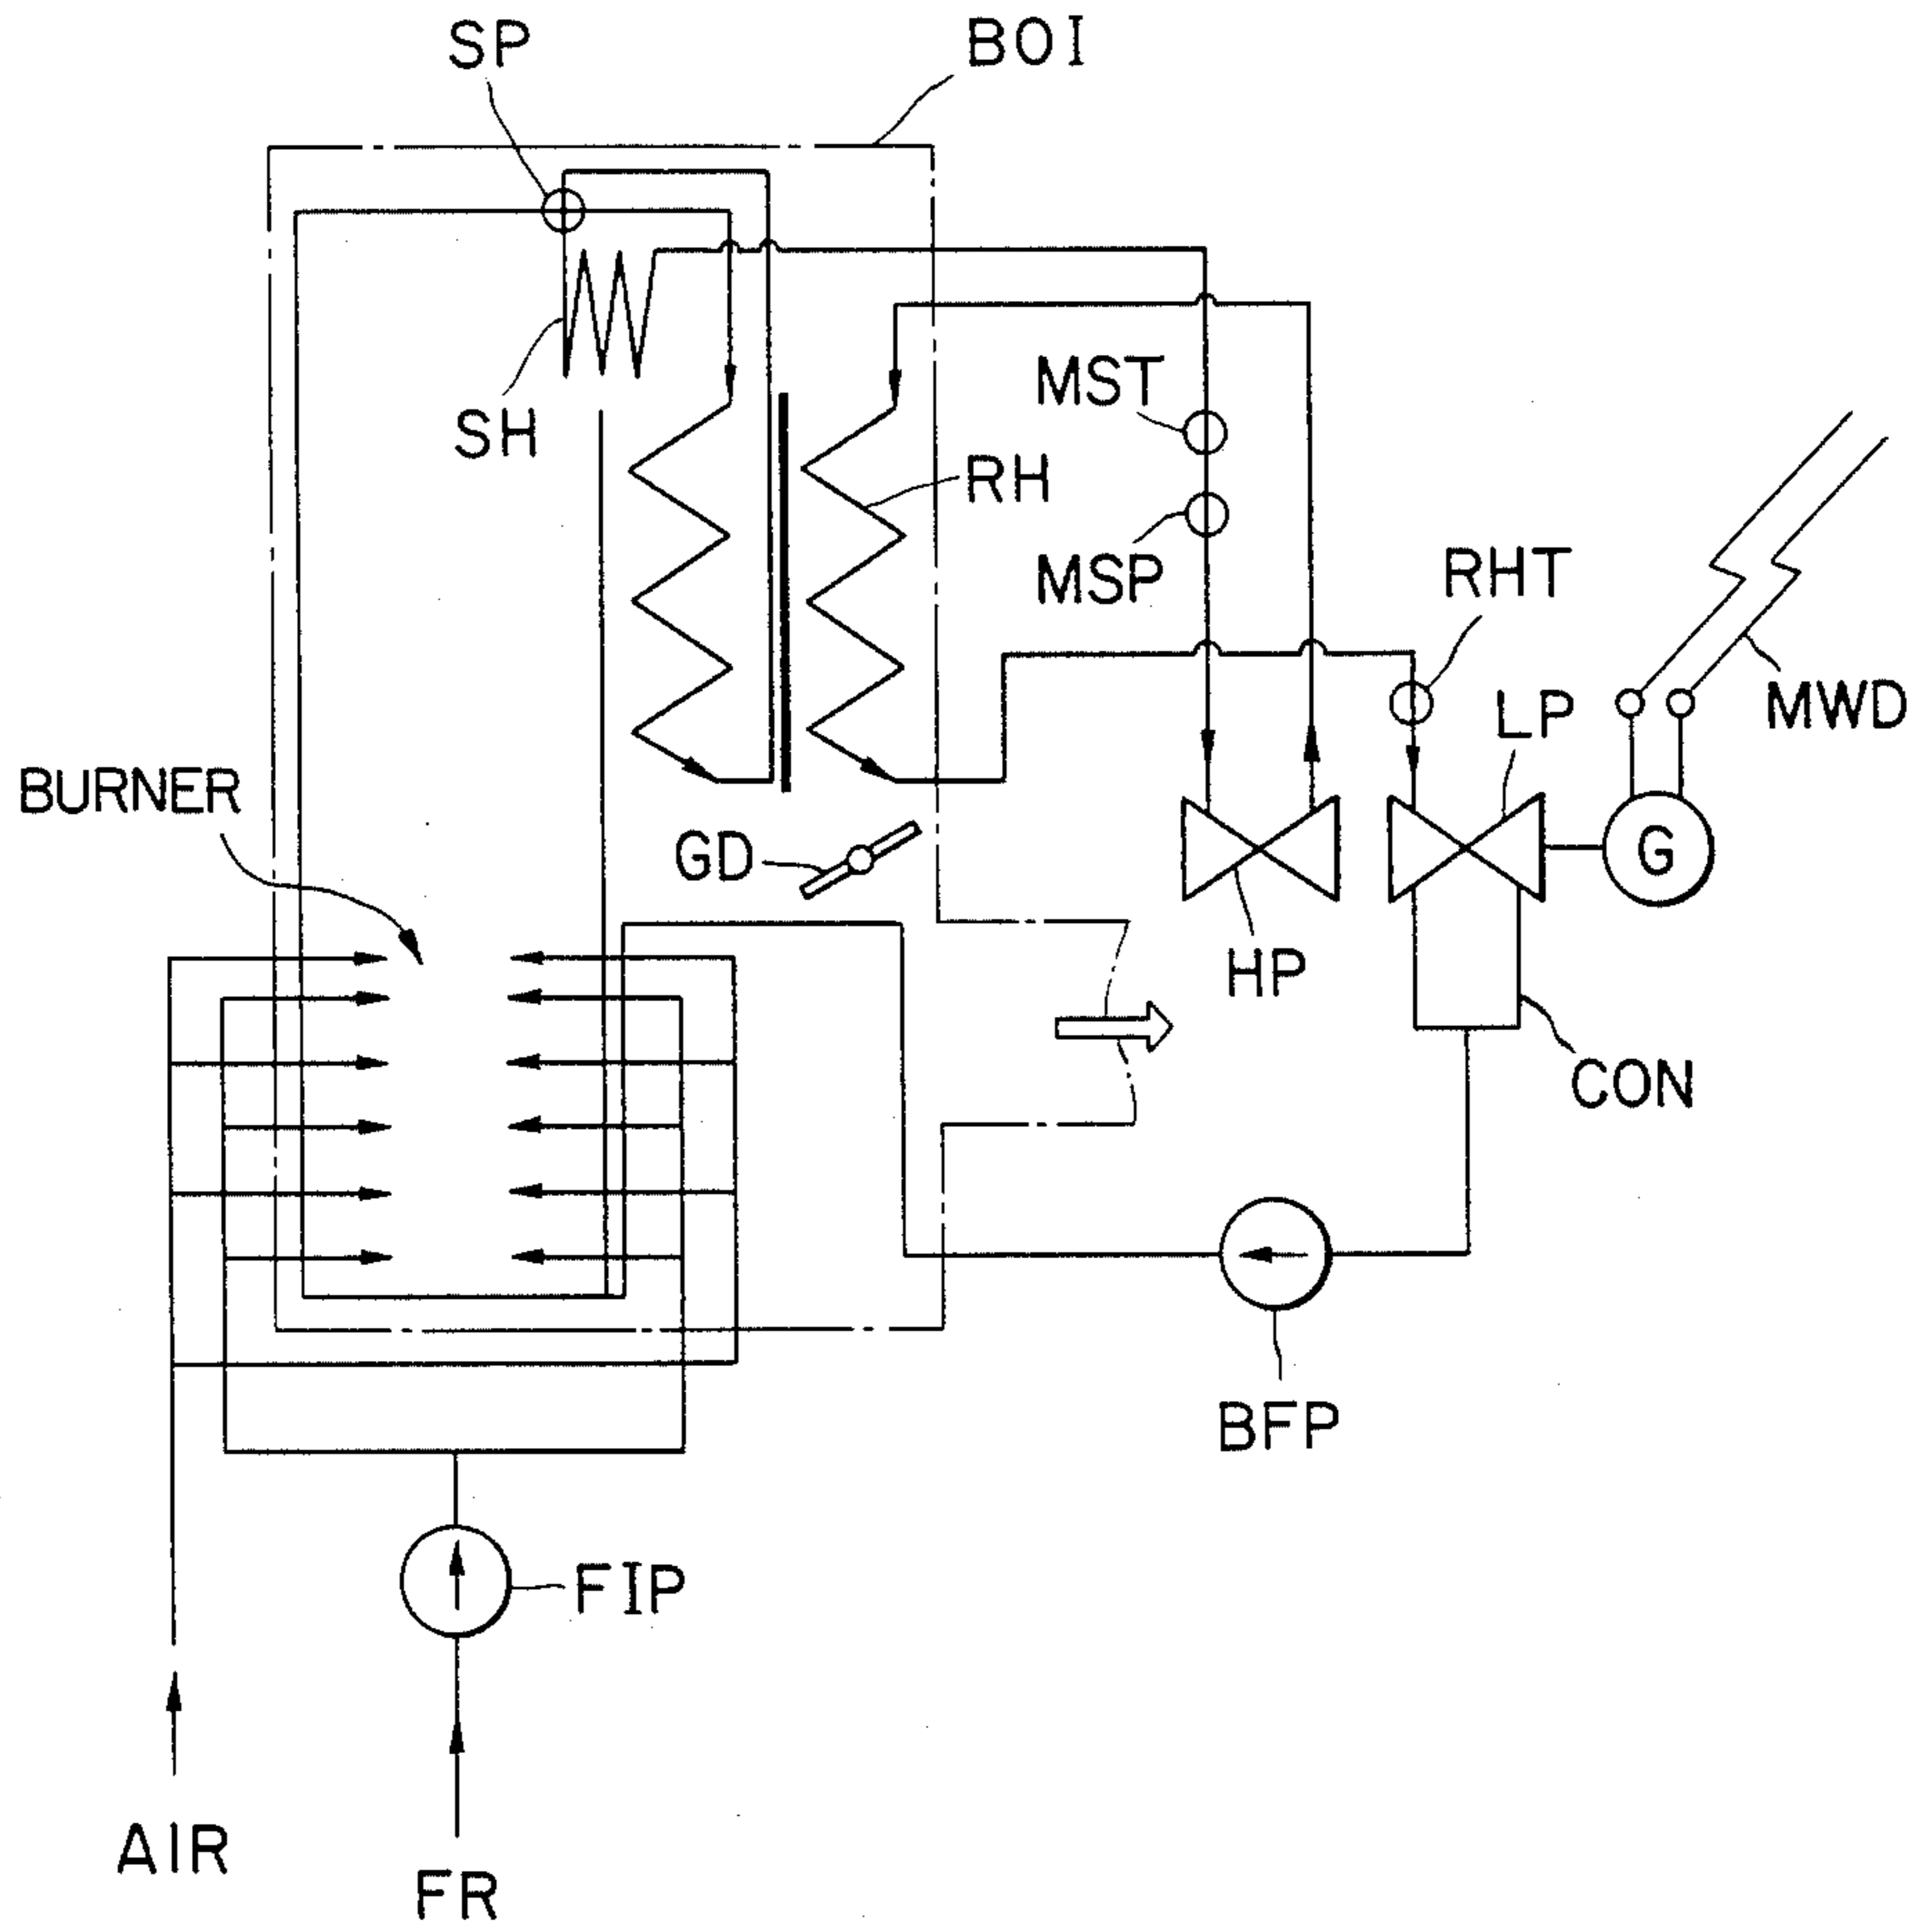 SP
BOI
MST
SH
RH
MSP
RHT
LP
MWD
BURNER
GD
G
HP
CON
BFP
FIP
AIR
FR